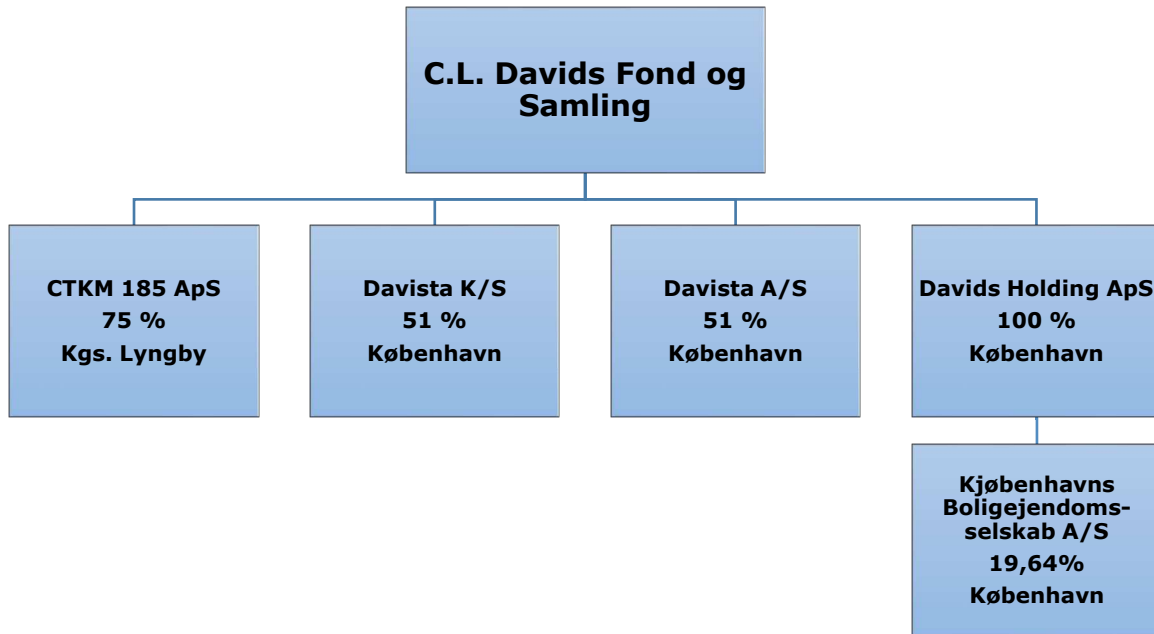 C.L. Davids Fond og
Samling
CTKM 185 ApS
75 %
Kgs. Lyngby
Davista K/S
51 %
København
Davista A/S
51 %
København
Davids Holding ApS
100 %
København
Kjøbenhavns
Boligejendoms-
selskab A/S
19,64%
København